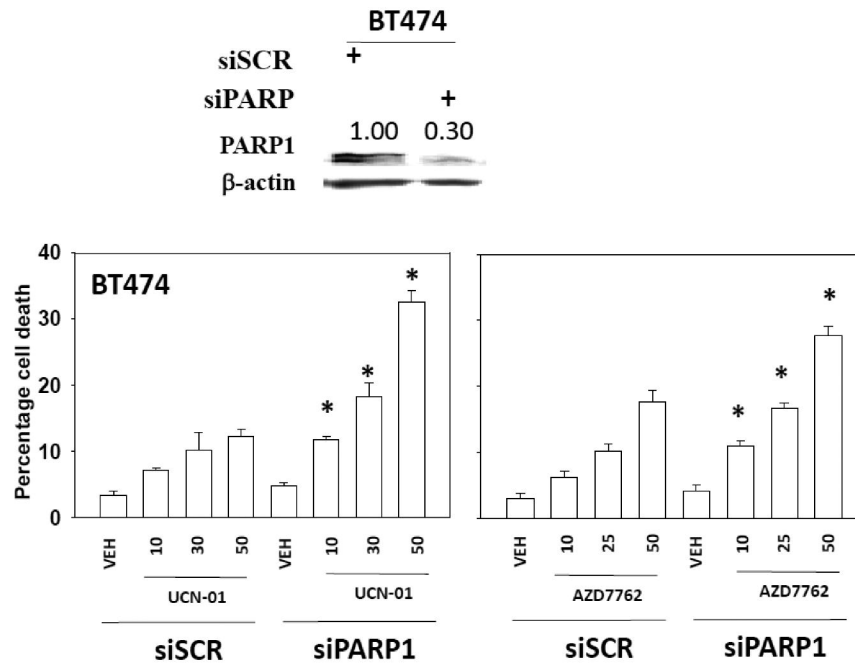 BT474
siSCR +
siPARP +
PARP1 1.00 0.30
β-actin
40
30
20
10
0
Percentage cell death
BT474
* * *
* * *
VEH 10 30 50 VEH 10 30 50
UCN-01 UCN-01
siSCR siPARP1
VEH 10 25 50 VEH 10 25 50
AZD7762 AZD7762
siSCR siPARP1